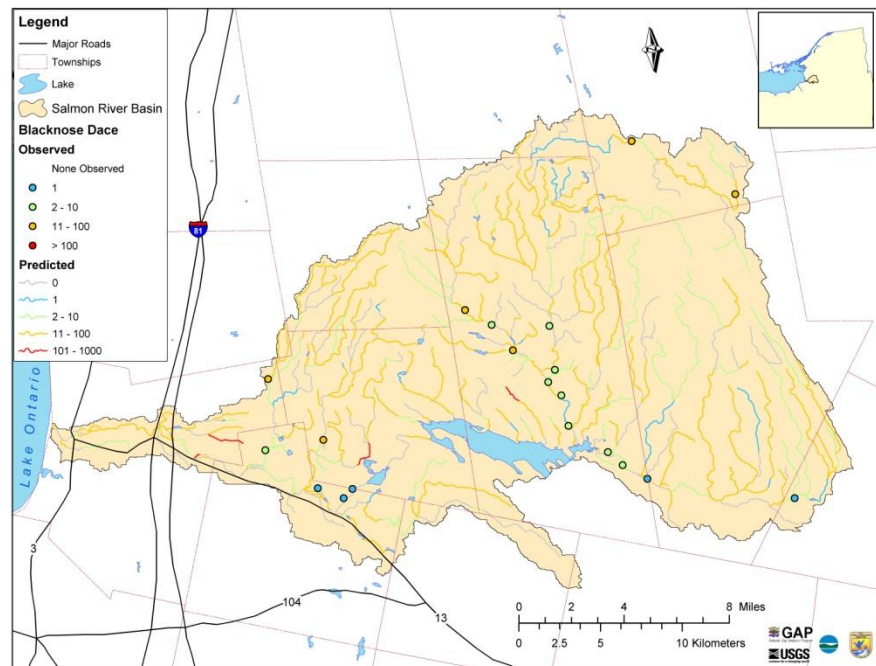 Legend
Major Roads
Townships
Lake
Salmon River Basin
Blacknose Dace
Observed
None Observed
1
2 - 10
11 - 100
> 100
Predicted
0
1
2 - 10
11 - 100
101 - 1000
81
Lake Ontario
3
104
13
0 2 4 8 Miles
0 2.5 5 10 Kilometers
GAP
USGS